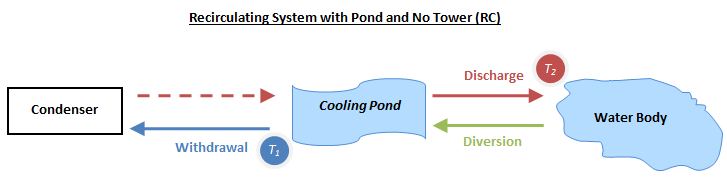 Recirculating System with Pond and No Tower (RC)
Discharge
T2
Condenser
Cooling Pond
Water Body
Withdrawal
T1
Diversion